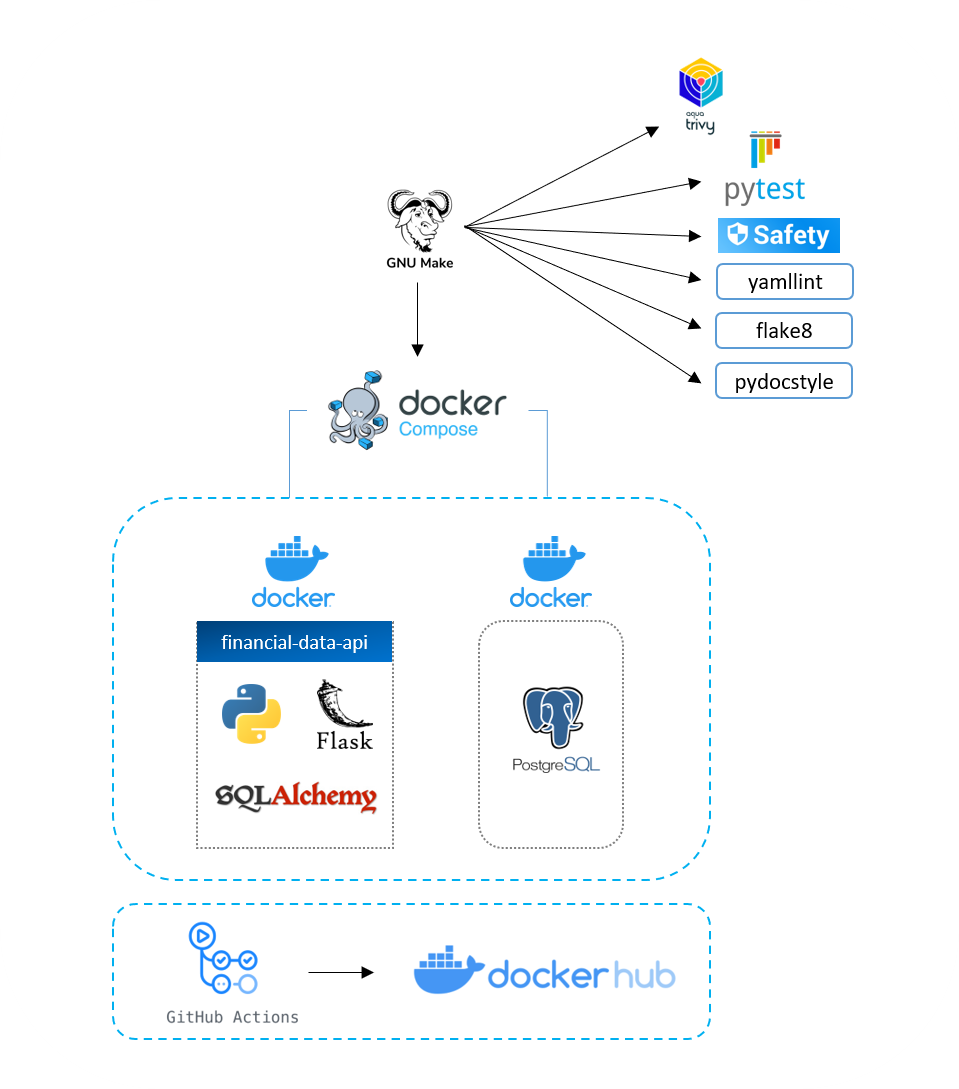 aqua
trivy
pytest
GNU Make
Safety
yamllint
flake8
pydocstyle
docker
Compose
docker
docker
financial-data-api
Flask
PostgreSQL
SQLAlchemy
GitHub Actions
docker hub